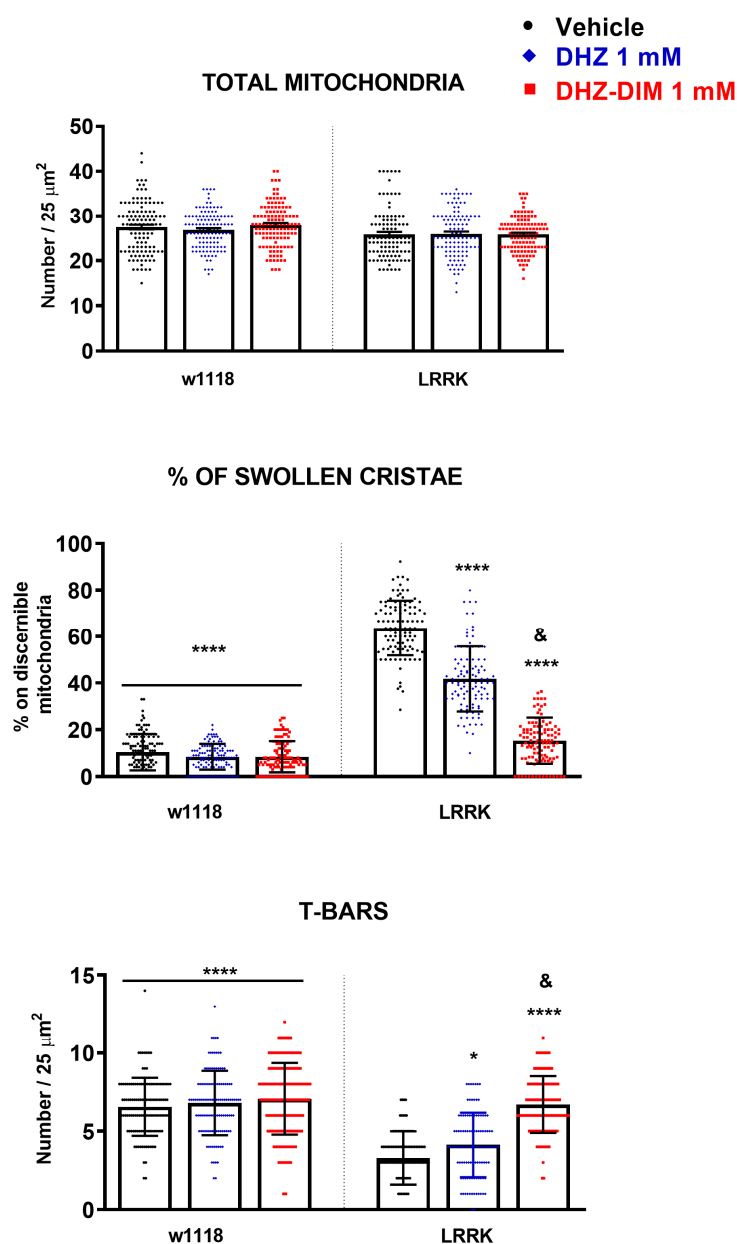 Vehicle
DHZ 1 mM
DHZ-DIM 1 mM
TOTAL MITOCHONDRIA
Number / 25 μm²
50
40
30
20
10
0
w1118
LRRK
% OF SWOLLEN CRISTAE
% on discernible
mitochondria
100
80
60
40
20
0
****
****
&
****
w1118
LRRK
T-BARS
Number / 25 μm²
15
10
5
0
****
*
&
****
w1118
LRRK